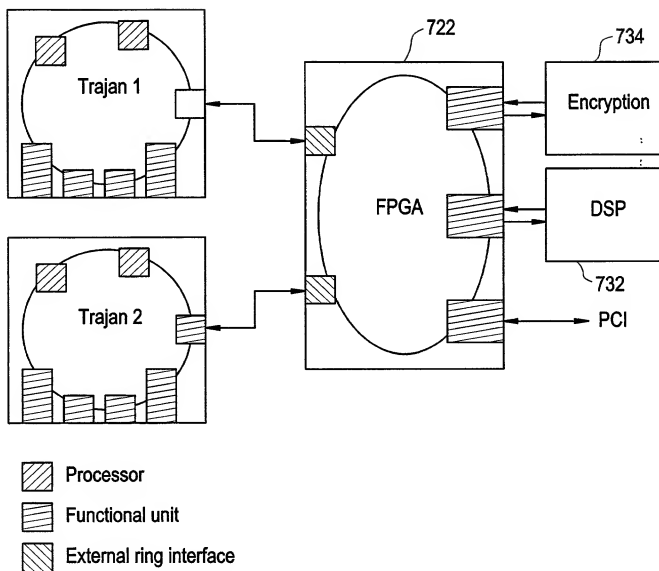 Trajan 1
Trajan 2
722
FPGA
734
Encryption
DSP
732
PCI
Processor
Functional unit
External ring interface